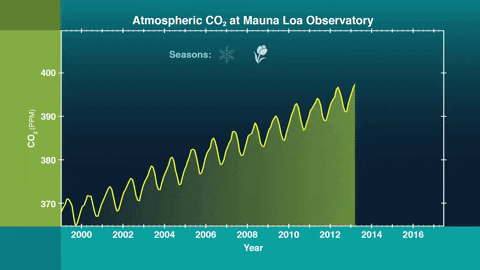 Atmospheric CO₂ at Mauna Loa Observatory
Seasons:
400
390
380
370
CO₂ (PPM)
2000 2002 2004 2006 2008 2010 2012 2014 2016
Year